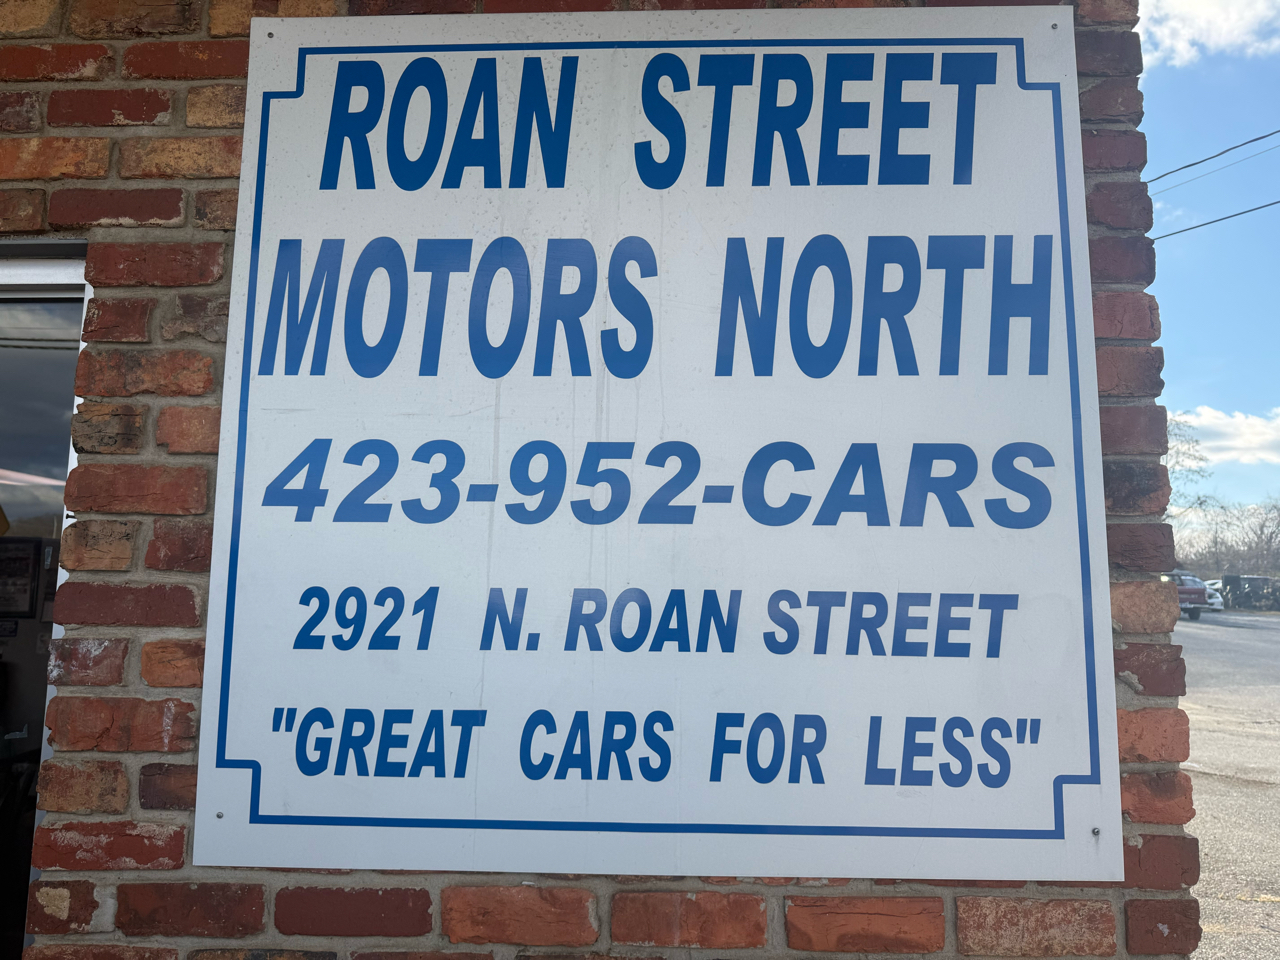 ROAN STREET
MOTORS NORTH
423-952-CARS
2921 N. ROAN STREET
"GREAT CARS FOR LESS"